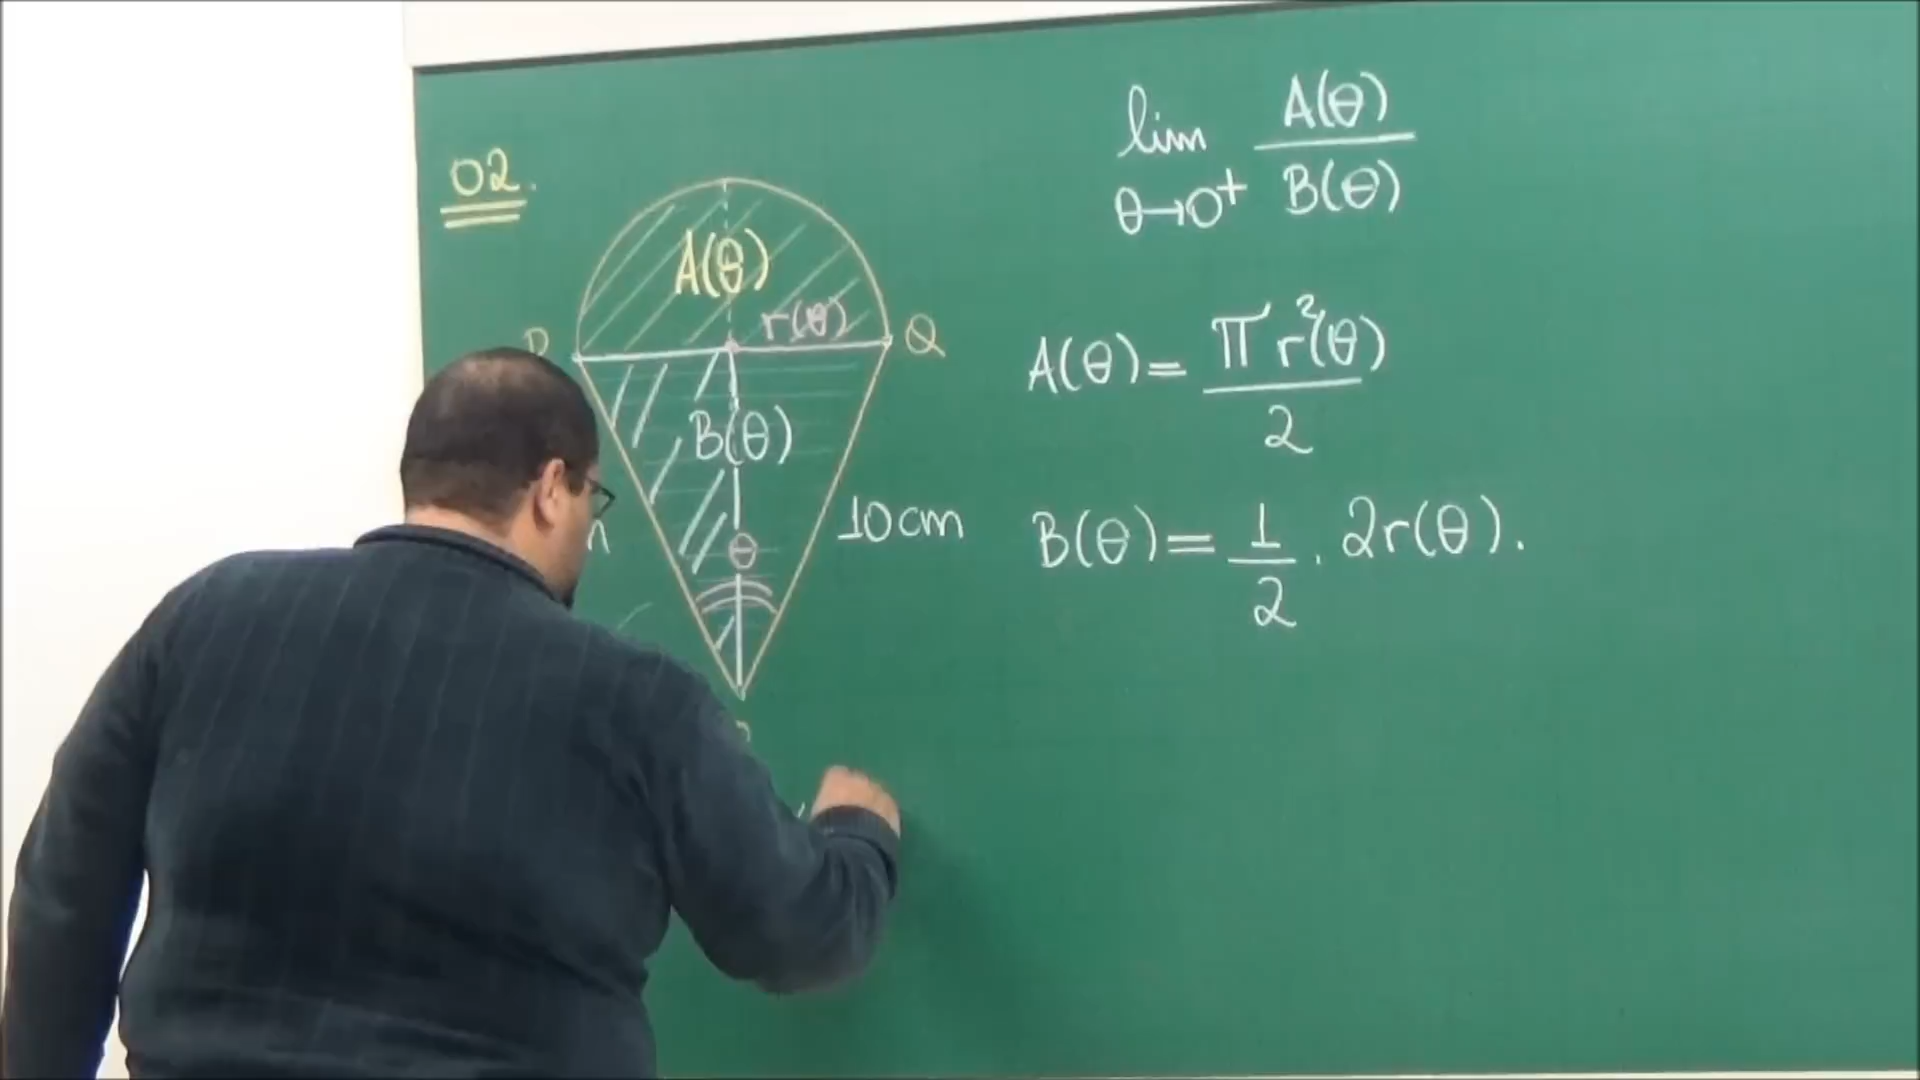 02.
A(θ)
r(θ)
Q
B(θ)
θ
10cm
lim A(θ)
θ→0⁺ B(θ)
A(θ)= πr²(θ)
2
B(θ)= 1/2 . 2r(θ).